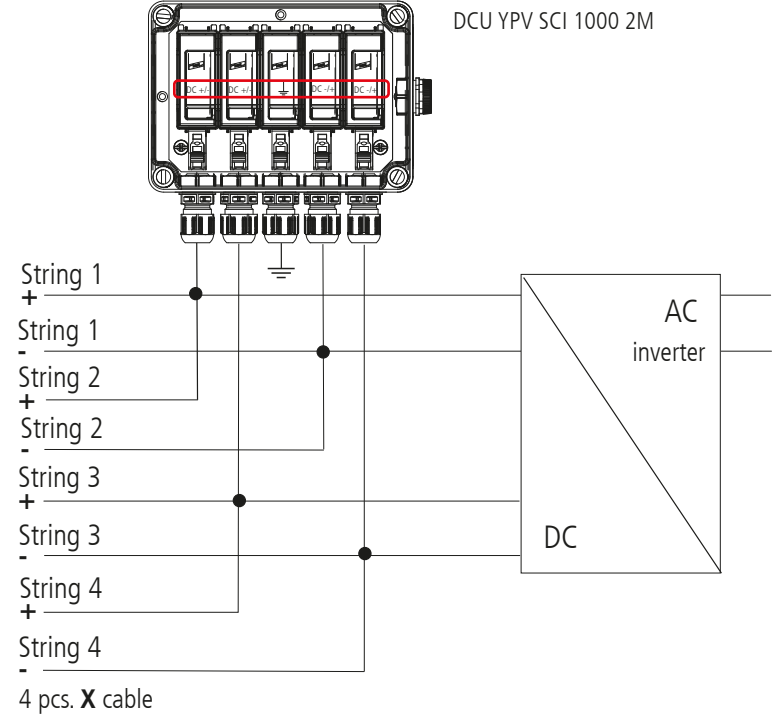 DCU YPV SCI 1000 2M
DC +/- DC +/- DC -/+ DC -/+
String 1
+
String 1
-
String 2
+
String 2
-
String 3
+
String 3
-
String 4
+
String 4
-
AC
inverter
DC
4 pcs. X cable